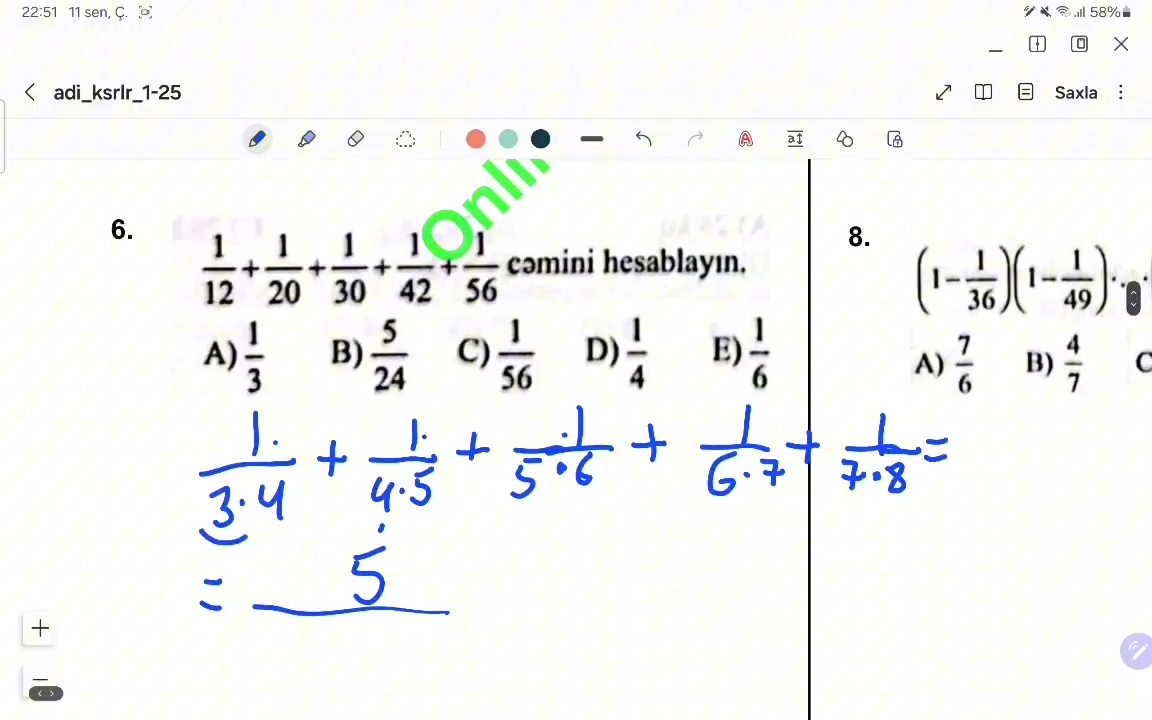 22:51 11 sen, Ç. 58%
adi_ksrlr_1-25 Saxla
Onli
6.
1/12 + 1/20 + 1/30 + 1/42 + 1/56 cəmini hesablayın.
A) 1/3 B) 5/24 C) 1/56 D) 1/4 E) 1/6
1/3·4 + 1/4·5 + 1/5·6 + 1/6·7 + 1/7·8 =
= 5
8.
(1-1/36)(1-1/49)...
A) 7/6 B) 4/7 C